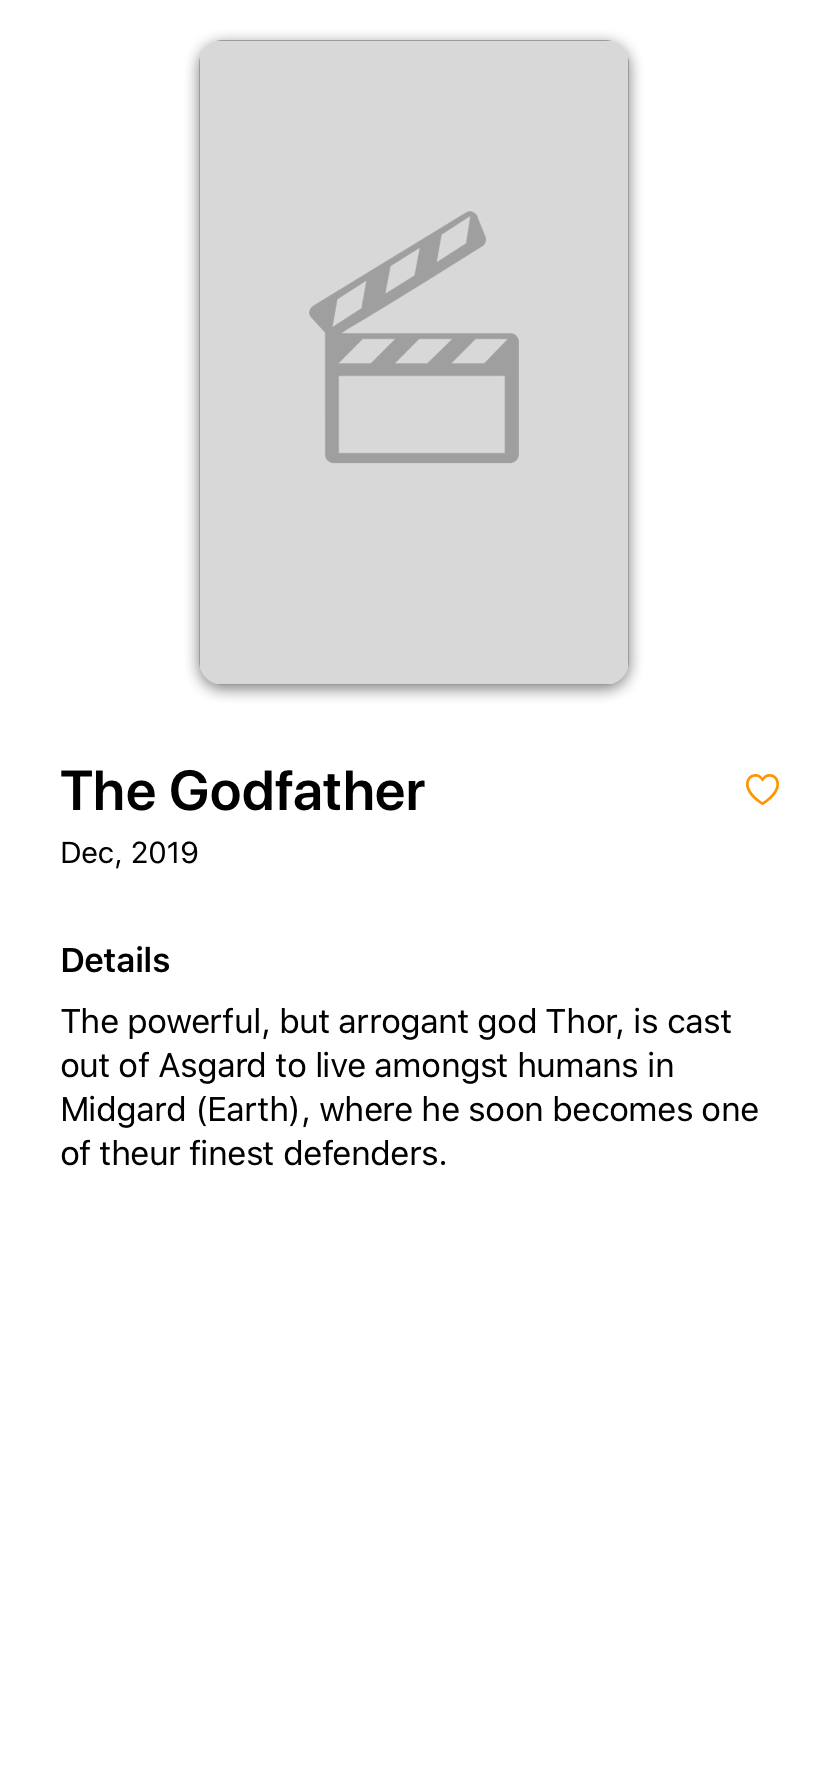 The Godfather
Dec, 2019
Details
The powerful, but arrogant god Thor, is cast
out of Asgard to live amongst humans in
Midgard (Earth), where he soon becomes one
of theur finest defenders.